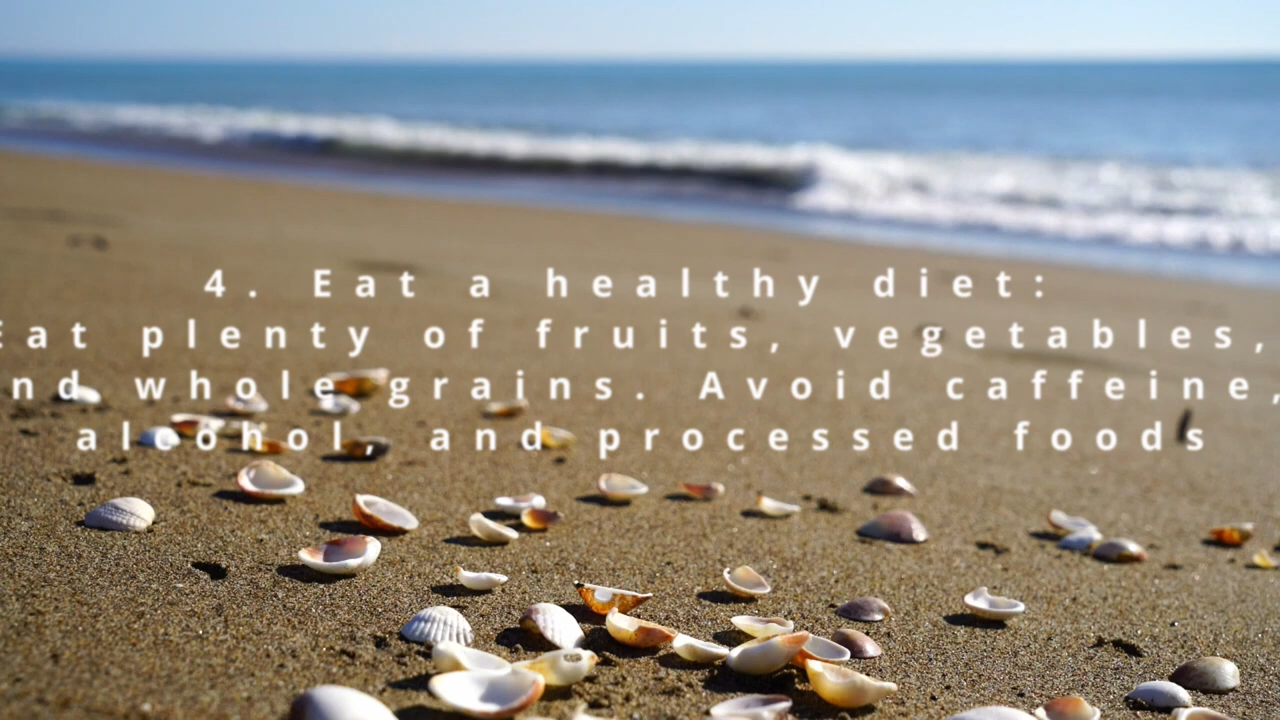 4. Eat a healthy diet:
Eat plenty of fruits, vegetables,
nd whole grains. Avoid caffeine,
alcohol, and processed foods